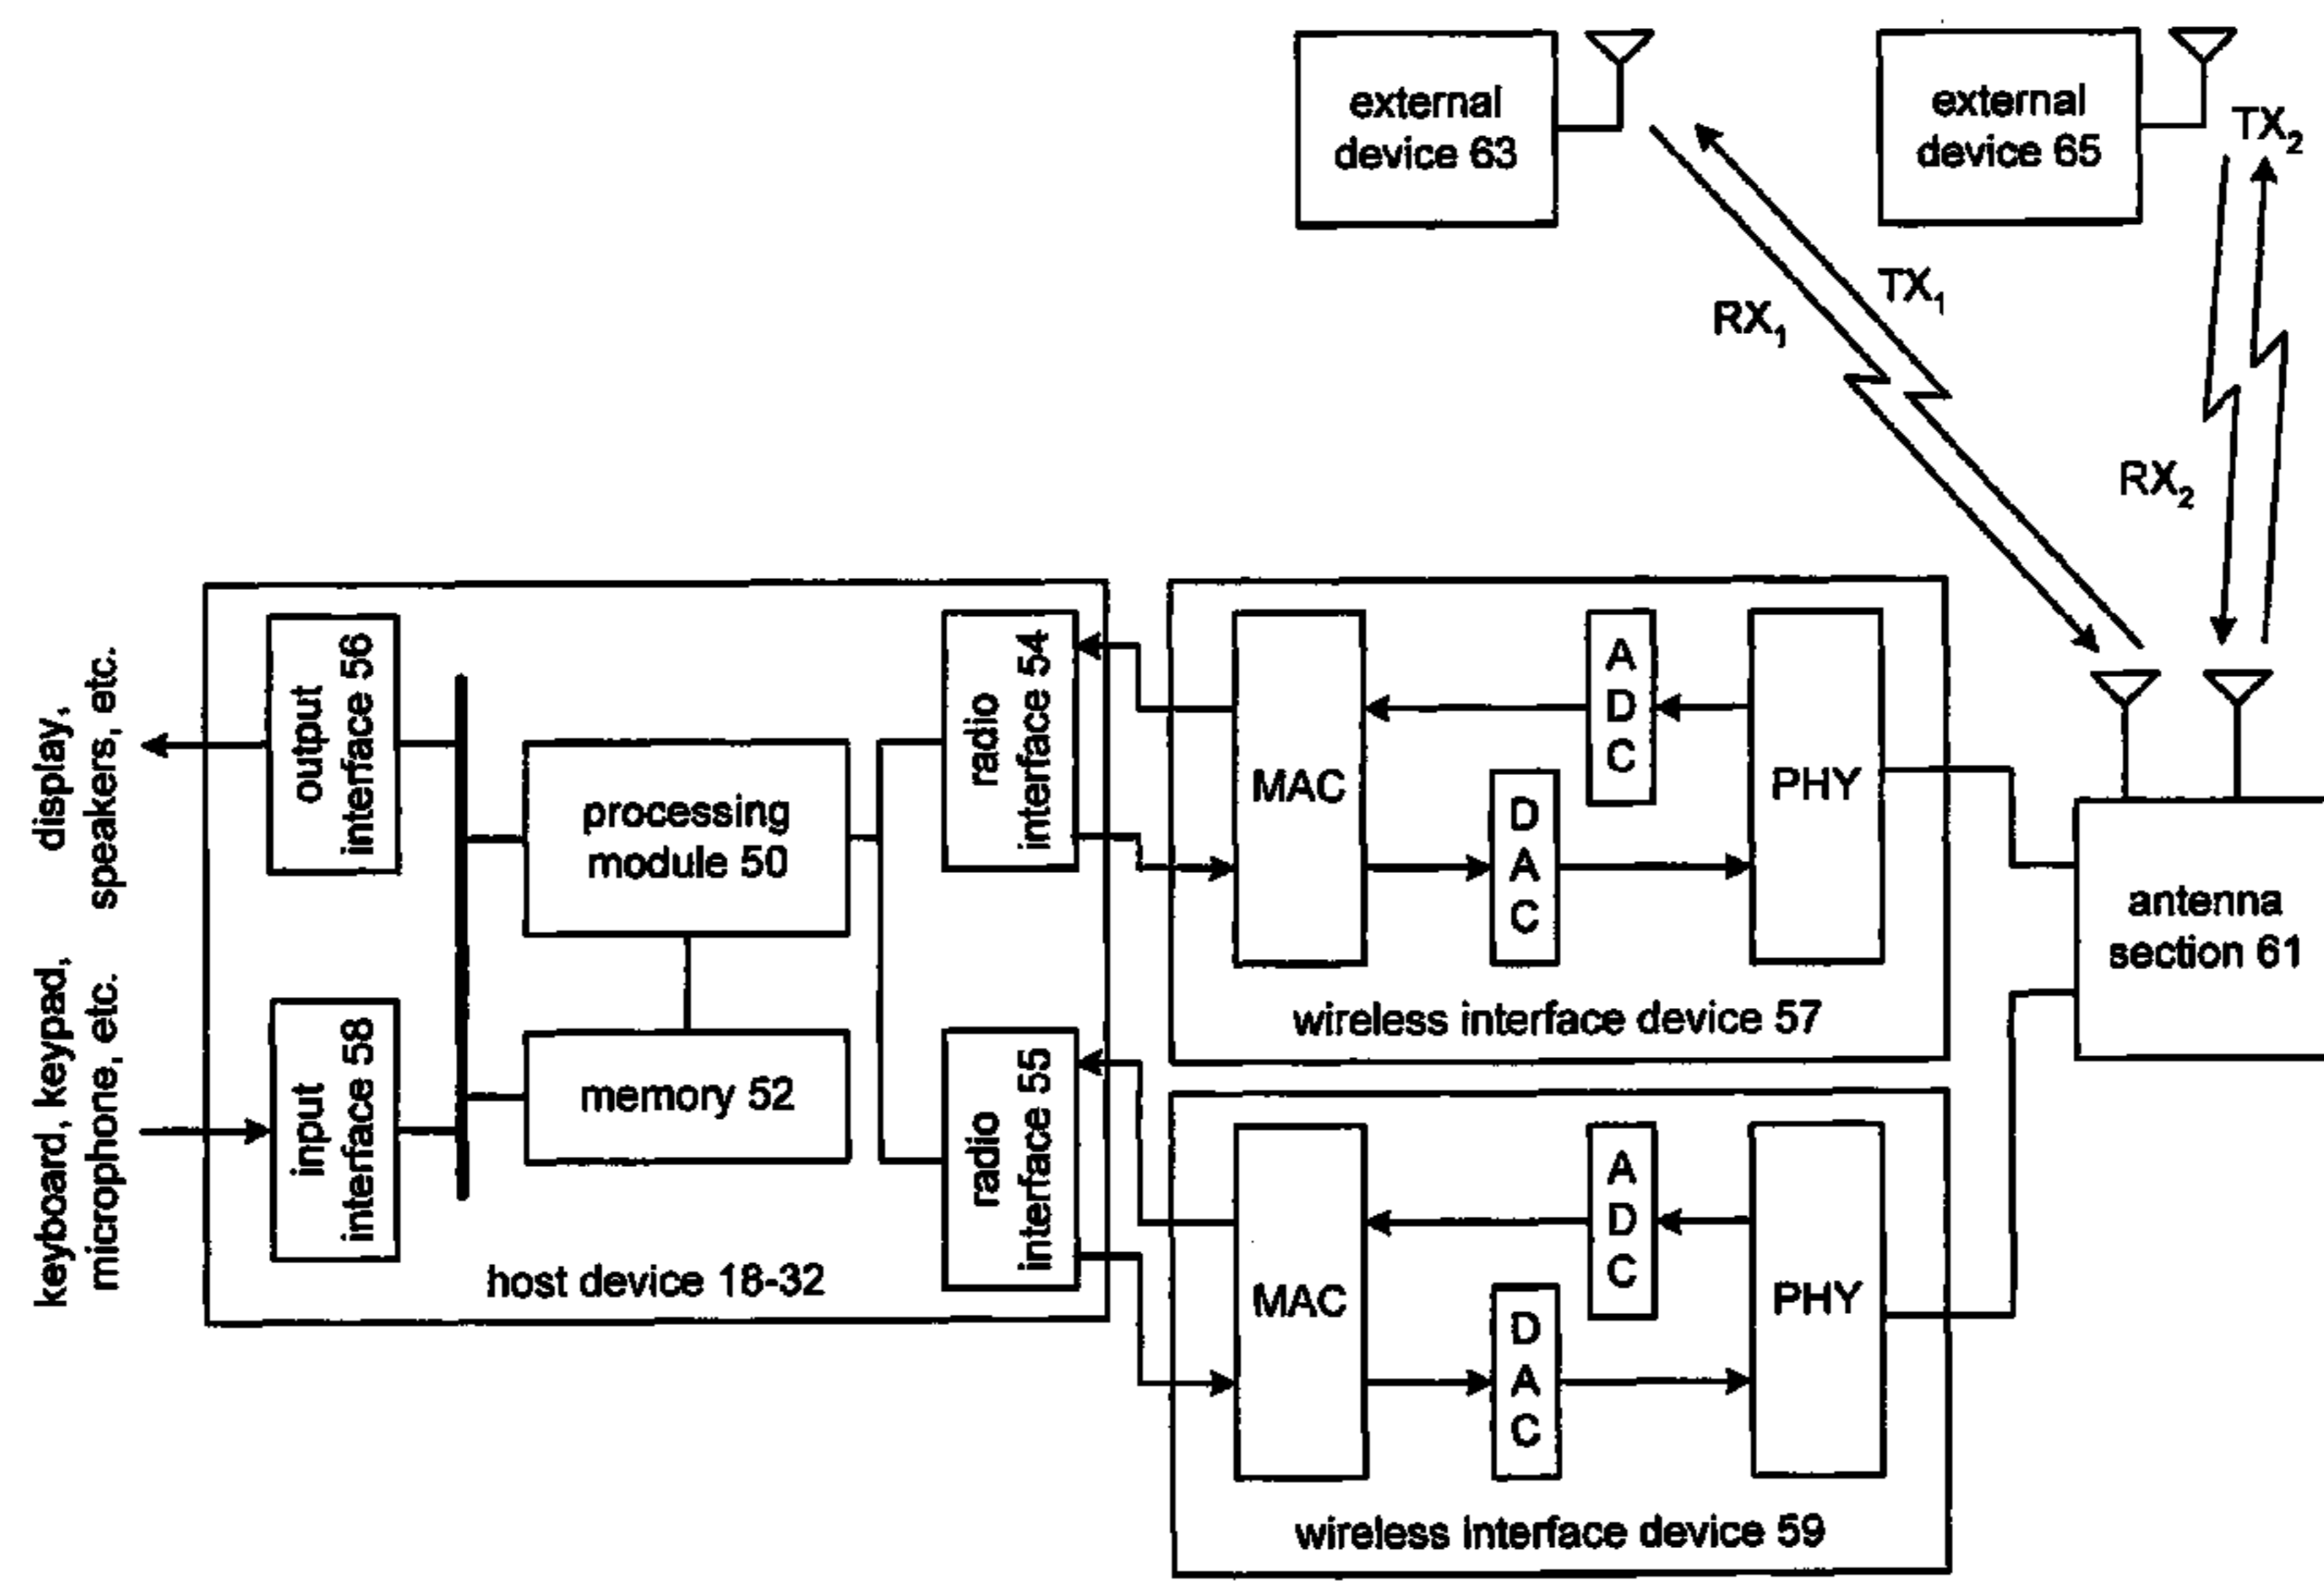 external
device 63
external
device 65
TX2
TX1
RX1
RX2
display,
speakers, etc.
output
interface 56
processing
module 50
radio
interface 54
MAC
A
D
C
D
A
C
PHY
wireless interface device 57
antenna
section 61
keyboard, keypad,
microphone, etc.
input
interface 58
memory 52
radio
interface 55
host device 18-32
MAC
A
D
C
D
A
C
PHY
wireless interface device 59